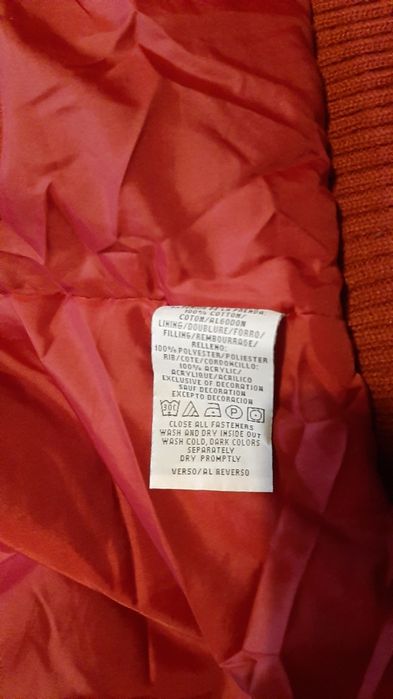 100% COTTON/
COTON/ALGODON
LINING/DOUBLURE/FORRO/
FILLING/REMBOURRAGE/
RELLENO:
100% POLYESTER/POLIESTER
RIB/COTE/CORDONCILLO:
100% ACRYLIC/
ACRYLIQUE/ACRILICO
EXCLUSIVE OF DECORATION
SAUF DECORATION
EXCEPTO DECORACION
30C P
CLOSE ALL FASTENERS
WASH AND DRY INSIDE OUT
WASH COLD, DARK COLORS
SEPARATELY
DRY PROMPTLY
VERSO/AL REVERSO